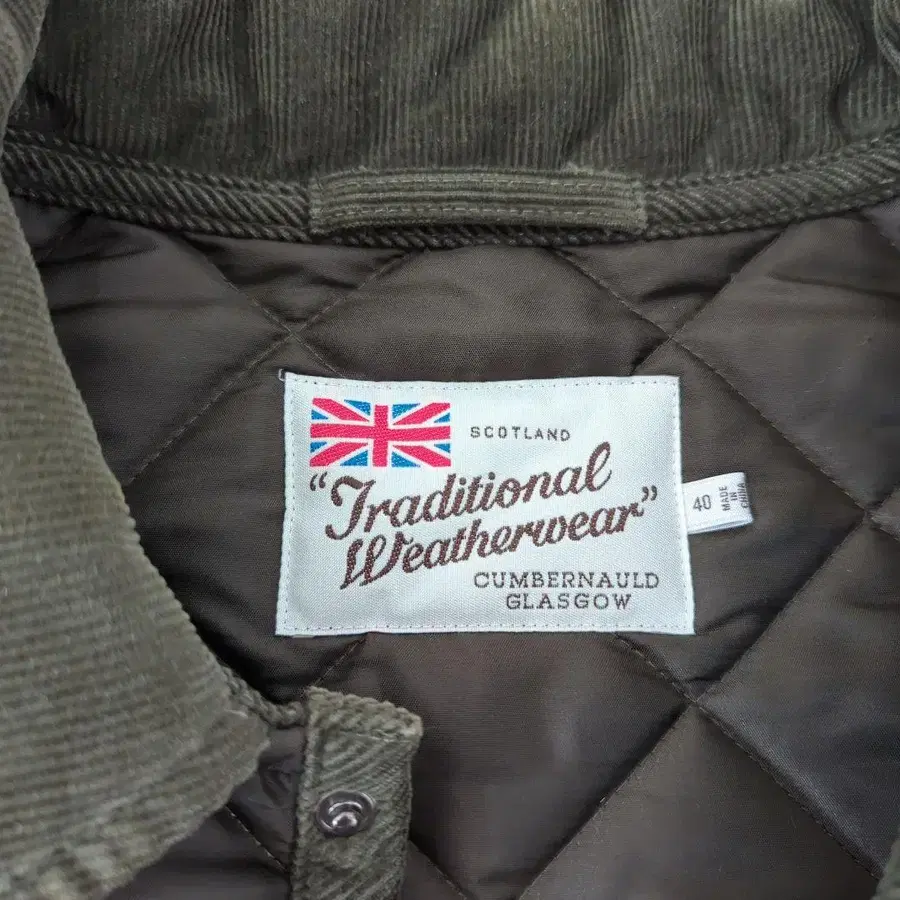 SCOTLAND
"Traditional
Weatherwear"
CUMBERNAULD
GLASGOW
40
MADE
IN
CHINA